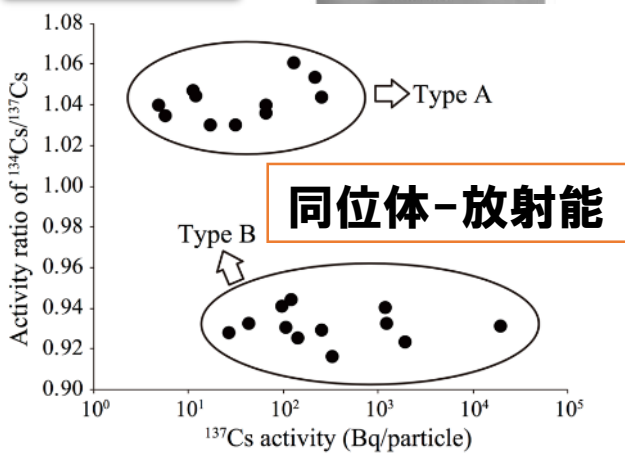 1.08
1.06
1.04
1.02
1.00
0.98
0.96
0.94
0.92
0.90
Activity ratio of ¹³⁴Cs/¹³⁷Cs
Type A
同位体-放射能
Type B
10⁰ 10¹ 10² 10³ 10⁴ 10⁵
¹³⁷Cs activity (Bq/particle)